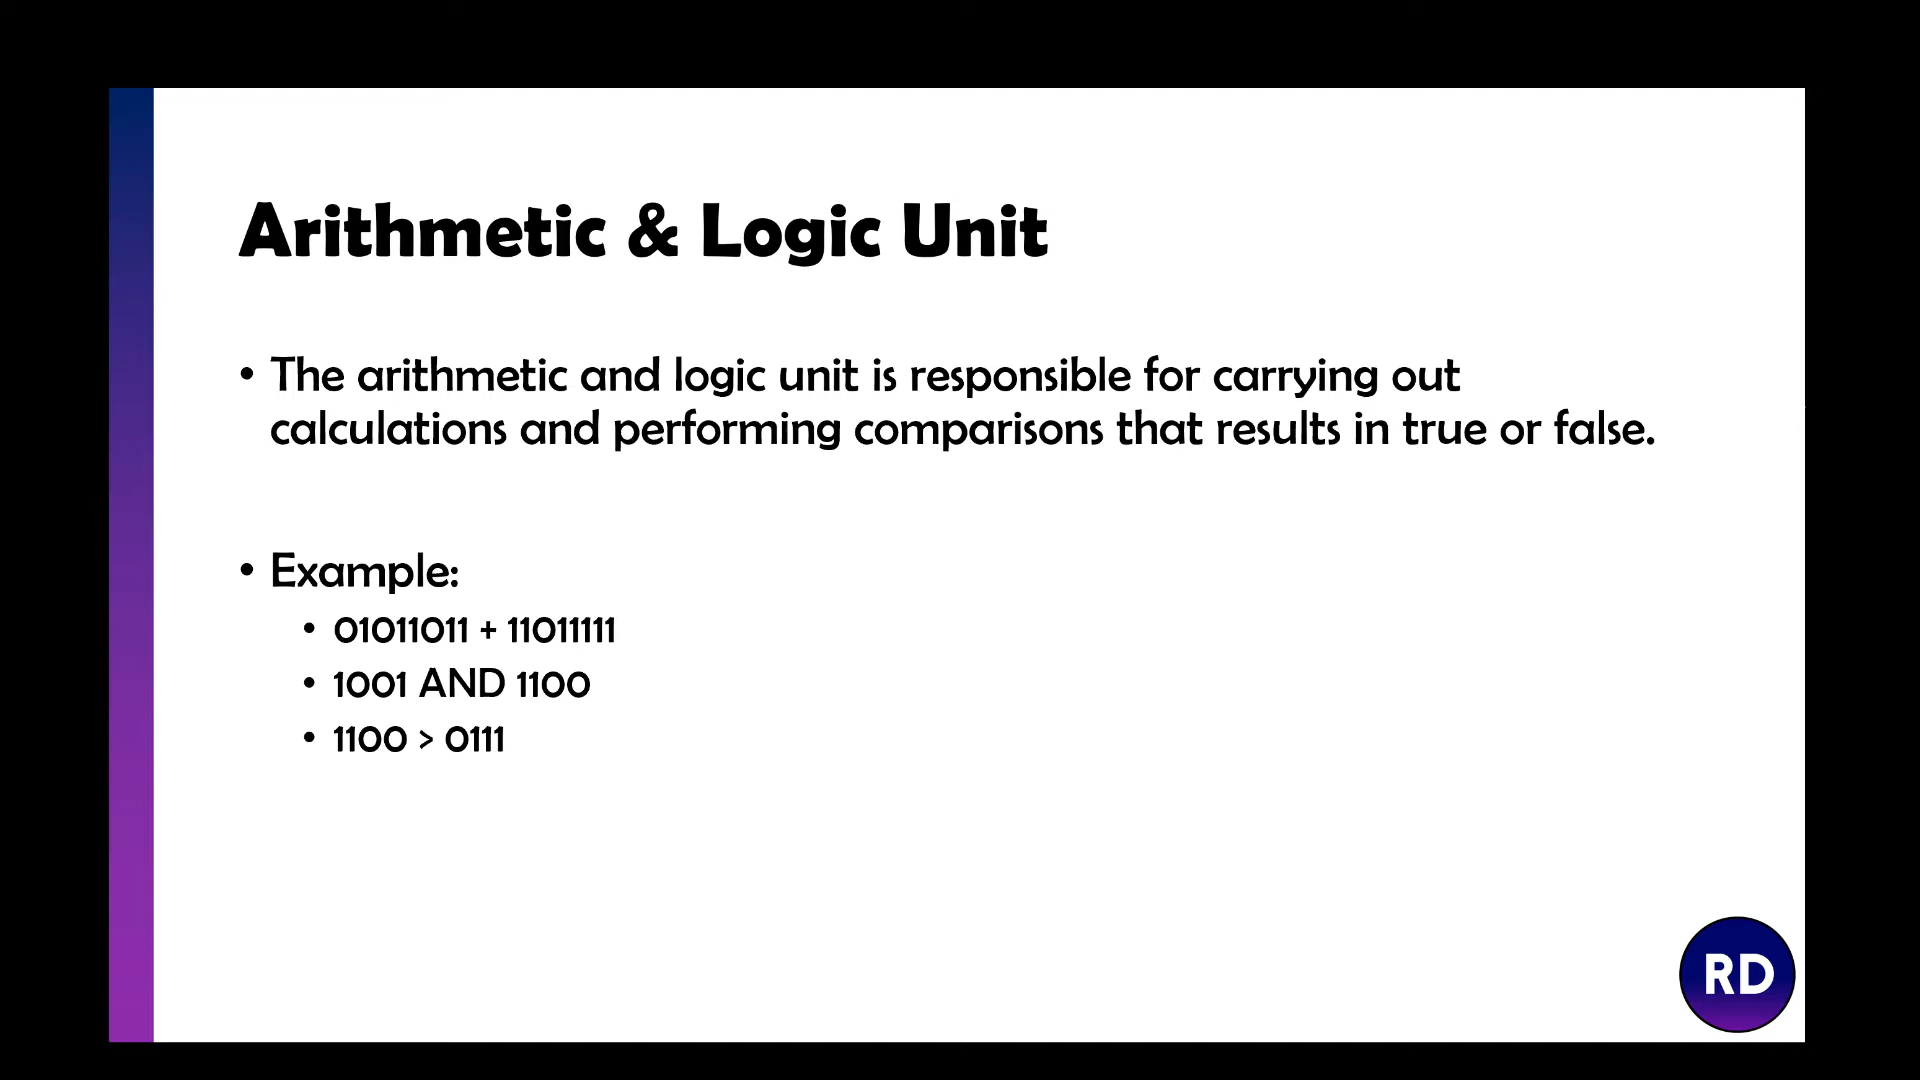 Arithmetic & Logic Unit
• The arithmetic and logic unit is responsible for carrying out
calculations and performing comparisons that results in true or false.
• Example:
• 01011011 + 11011111
• 1001 AND 1100
• 1100 > 0111
RD